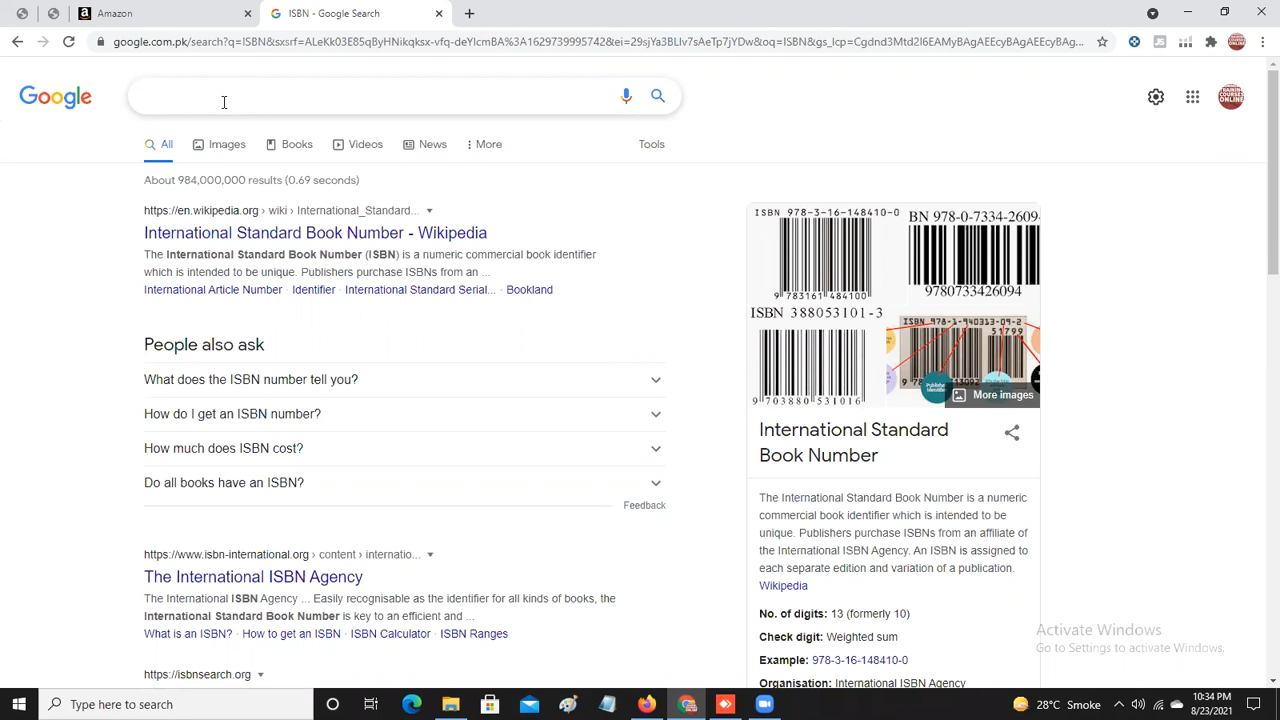 Amazon
ISBN - Google Search
google.com.pk/search?q=ISBN&sxsrf=ALeKk03E85qByHNikqksx-vfq-deYlcmBA%3A1629739995742&ei=29sjYa3BLIv7sAeTp7jYDw&oq=ISBN&gs_lcp=Cgdnd3Mtd2l6EAMyBAgAEEcyBAgAEEcyBAg...
Google
All
Images
Books
Videos
News
More
Tools
TRAINING COURSES ONLINE
About 984,000,000 results (0.69 seconds)
https://en.wikipedia.org › wiki › International_Standard...
International Standard Book Number - Wikipedia
The International Standard Book Number (ISBN) is a numeric commercial book identifier
which is intended to be unique. Publishers purchase ISBNs from an ...
International Article Number · Identifier · International Standard Serial... · Bookland
People also ask
What does the ISBN number tell you?
How do I get an ISBN number?
How much does ISBN cost?
Do all books have an ISBN?
Feedback
https://www.isbn-international.org › content › internatio...
The International ISBN Agency
The International ISBN Agency ... Easily recognisable as the identifier for all kinds of books, the
International Standard Book Number is key to an efficient and ...
What is an ISBN? · How to get an ISBN · ISBN Calculator · ISBN Ranges
https://isbnsearch.org
ISBN 978-3-16-148410-0
9 783161 484100
BN 978-0-7334-2609-
9780733426094
ISBN 388053101-3
9 703880 531016
ISBN 978-1-940313-09-2
51799
More images
International Standard
Book Number
The International Standard Book Number is a numeric
commercial book identifier which is intended to be
unique. Publishers purchase ISBNs from an affiliate of
the International ISBN Agency. An ISBN is assigned to
each separate edition and variation of a publication.
Wikipedia
No. of digits: 13 (formerly 10)
Check digit: Weighted sum
Example: 978-3-16-148410-0
Organisation: International ISBN Agency
Activate Windows
Go to Settings to activate Windows.
Type here to search
28°C Smoke
10:34 PM
8/23/2021